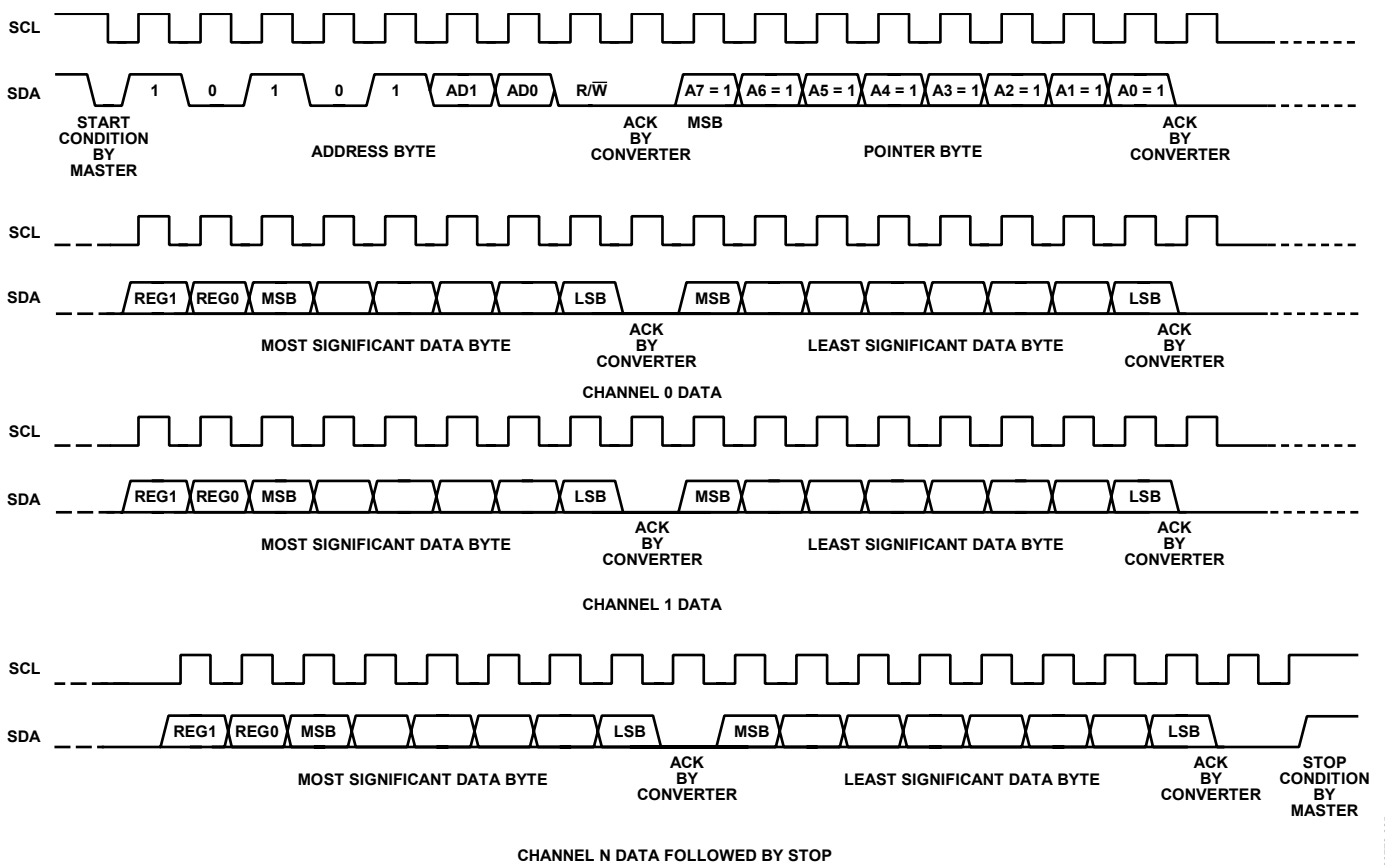 SCL
SDA
1 0 1 0 1 AD1 AD0 R/W̅ A7 = 1 A6 = 1 A5 = 1 A4 = 1 A3 = 1 A2 = 1 A1 = 1 A0 = 1
START CONDITION BY MASTER
ADDRESS BYTE
ACK BY CONVERTER
MSB
POINTER BYTE
ACK BY CONVERTER
SCL
SDA
REG1 REG0 MSB LSB MSB LSB
MOST SIGNIFICANT DATA BYTE
ACK BY CONVERTER
LEAST SIGNIFICANT DATA BYTE
ACK BY CONVERTER
CHANNEL 0 DATA
SCL
SDA
REG1 REG0 MSB LSB MSB LSB
MOST SIGNIFICANT DATA BYTE
ACK BY CONVERTER
LEAST SIGNIFICANT DATA BYTE
ACK BY CONVERTER
CHANNEL 1 DATA
SCL
SDA
REG1 REG0 MSB LSB MSB LSB
MOST SIGNIFICANT DATA BYTE
ACK BY CONVERTER
LEAST SIGNIFICANT DATA BYTE
ACK BY CONVERTER
STOP CONDITION BY MASTER
CHANNEL N DATA FOLLOWED BY STOP